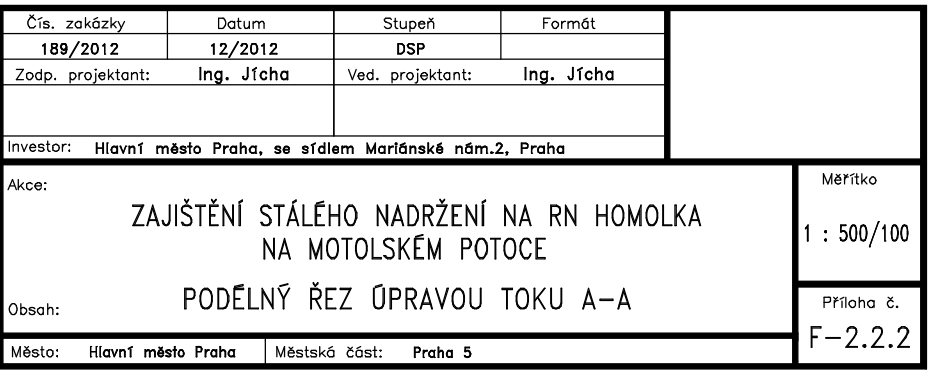 Čís. zakázky Datum Stupeň Formát
189/2012 12/2012 DSP
Zodp. projektant: Ing. Jícha Ved. projektant: Ing. Jícha
Investor: Hlavní město Praha, se sídlem Mariánské nám.2, Praha
Akce:
ZAJIŠTĚNÍ STÁLÉHO NADRŽENÍ NA RN HOMOLKA
NA MOTOLSKÉM POTOCE
Měřítko
1 : 500/100
Obsah: PODÉLNÝ ŘEZ ÚPRAVOU TOKU A-A
Příloha č.
F-2.2.2
Město: Hlavní město Praha Městská část: Praha 5